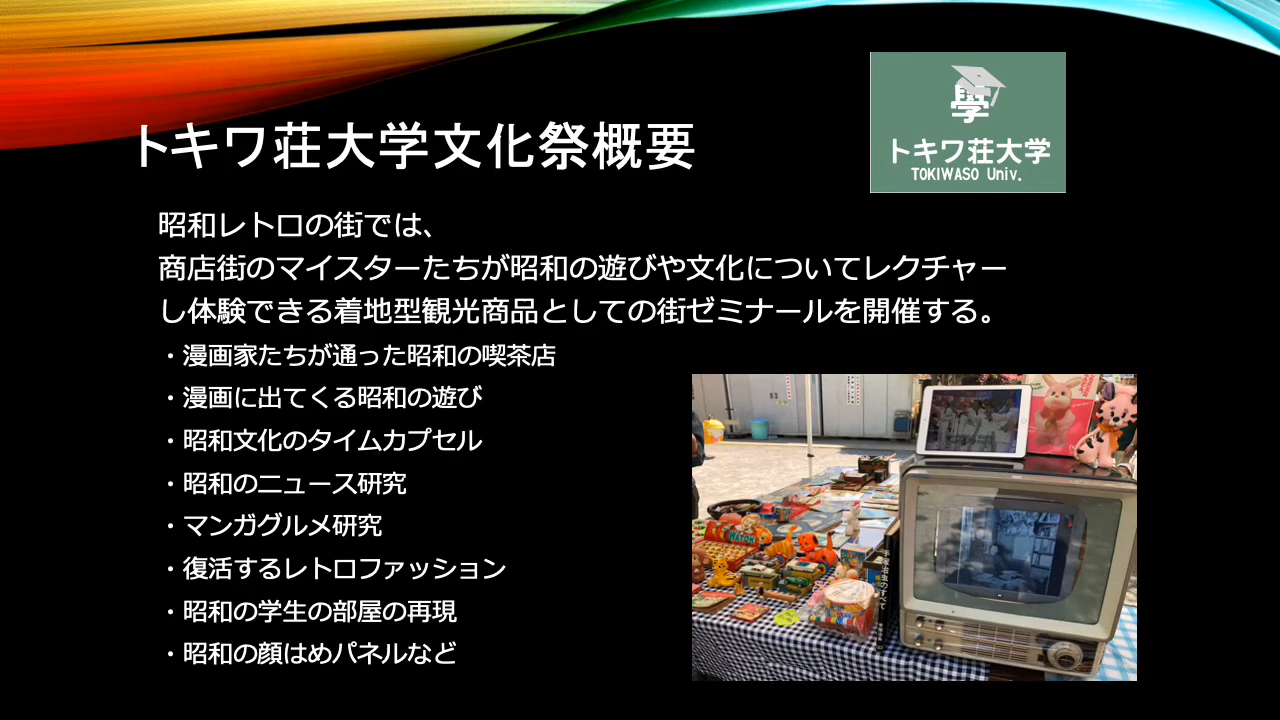 トキワ荘大学文化祭概要
トキワ荘大学
TOKIWASO Univ.
昭和レトロの街では、
商店街のマイスターたちが昭和の遊びや文化についてレクチャー
し体験できる着地型観光商品としての街ゼミナールを開催する。
・漫画家たちが通った昭和の喫茶店
・漫画に出てくる昭和の遊び
・昭和文化のタイムカプセル
・昭和のニュース研究
・マンガグルメ研究
・復活するレトロファッション
・昭和の学生の部屋の再現
・昭和の顔はめパネルなど
手塚治虫のすべて